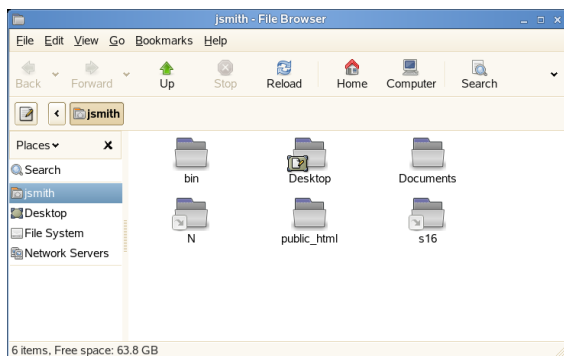 jsmith - File Browser
File Edit View Go Bookmarks Help
Back Forward Up Stop Reload Home Computer Search
jsmith
Places
Search
jsmith
Desktop
File System
Network Servers
bin Desktop Documents
N public_html s16
6 items, Free space: 63.8 GB